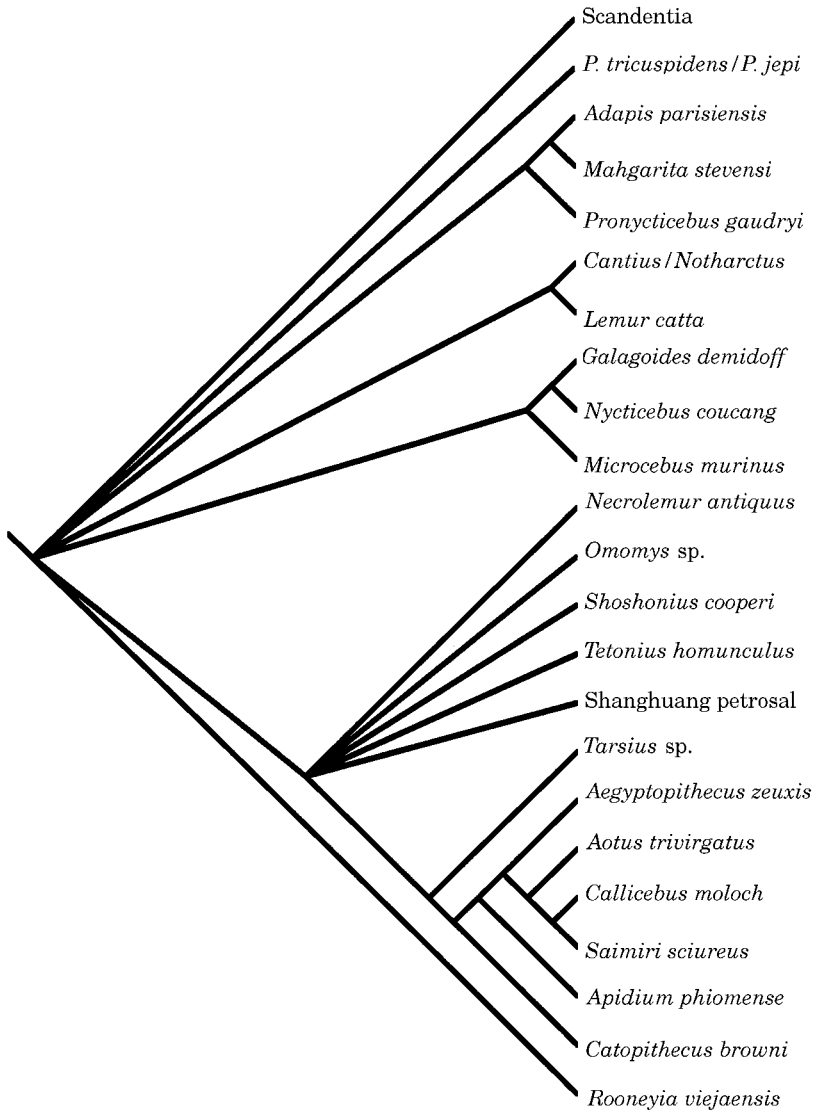 Scandentia
P. tricuspidens/P. jepi
Adapis parisiensis
Mahgarita stevensi
Pronycticebus gaudryi
Cantius/Notharctus
Lemur catta
Galagoides demidoff
Nycticebus coucang
Microcebus murinus
Necrolemur antiquus
Omomys sp.
Shoshonius cooperi
Tetonius homunculus
Shanghuang petrosal
Tarsius sp.
Aegyptopithecus zeuxis
Aotus trivirgatus
Callicebus moloch
Saimiri sciureus
Apidium phiomense
Catopithecus browni
Rooneyia viejaensis